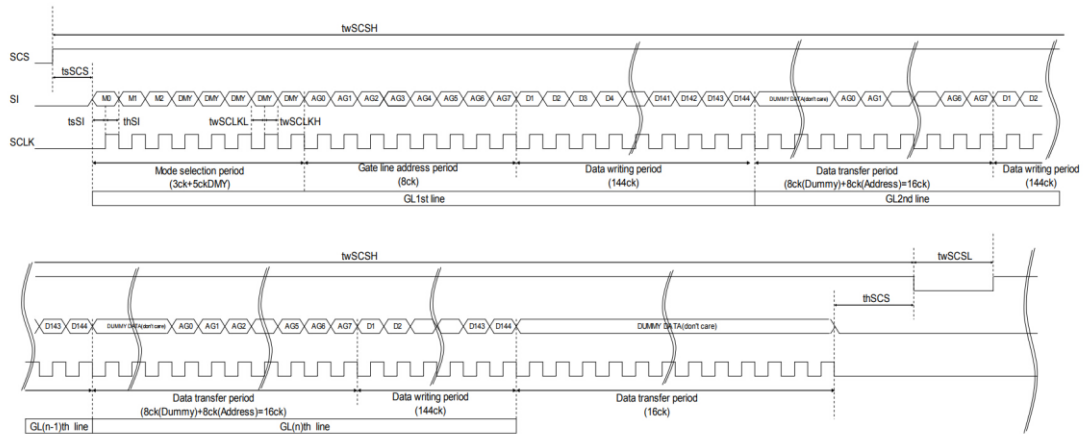 twSCSH
SCS
tsSCS
SI M0 M1 M2 DMY DMY DMY DMY DMY AG0 AG1 AG2 AG3 AG4 AG5 AG6 AG7 D1 D2 D3 D4 D141 D142 D143 D144 DUMMY DATA(don't care) AG0 AG1 AG6 AG7 D1 D2
tsSI thSI twSCLKL twSCLKH
SCLK
Mode selection period Gate line address period Data writing period Data transfer period Data writing period
(3ck+5ckDMY) (8ck) (144ck) (8ck(Dummy)+8ck(Address)=16ck) (144ck)
GL1st line GL2nd line
twSCSH twSCSL
thSCS
D143 D144 DUMMY DATA(don't care) AG0 AG1 AG2 AG5 AG6 AG7 D1 D2 D143 D144 DUMMY DATA(don't care)
Data transfer period Data writing period Data transfer period
(8ck(Dummy)+8ck(Address)=16ck) (144ck) (16ck)
GL(n-1)th line GL(n)th line